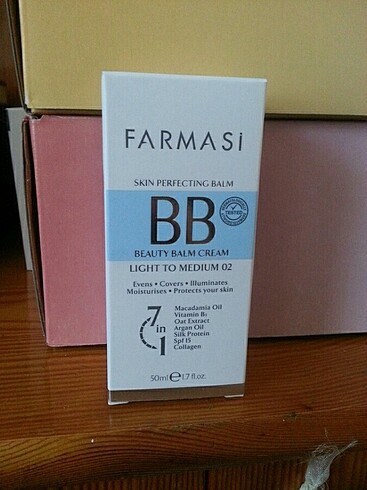 FARMASi
SKIN PERFECTING BALM
BB
TESTED
BEAUTY BALM CREAM
LIGHT TO MEDIUM 02
Evens • Covers • Illuminates
Moisturises • Protects your skin
7 in 1
Macadamia Oil
Vitamin B5
Oat Extract
Argan Oil
Silk Protein
Spf 15
Collagen
50ml e 1.7 fl.oz.